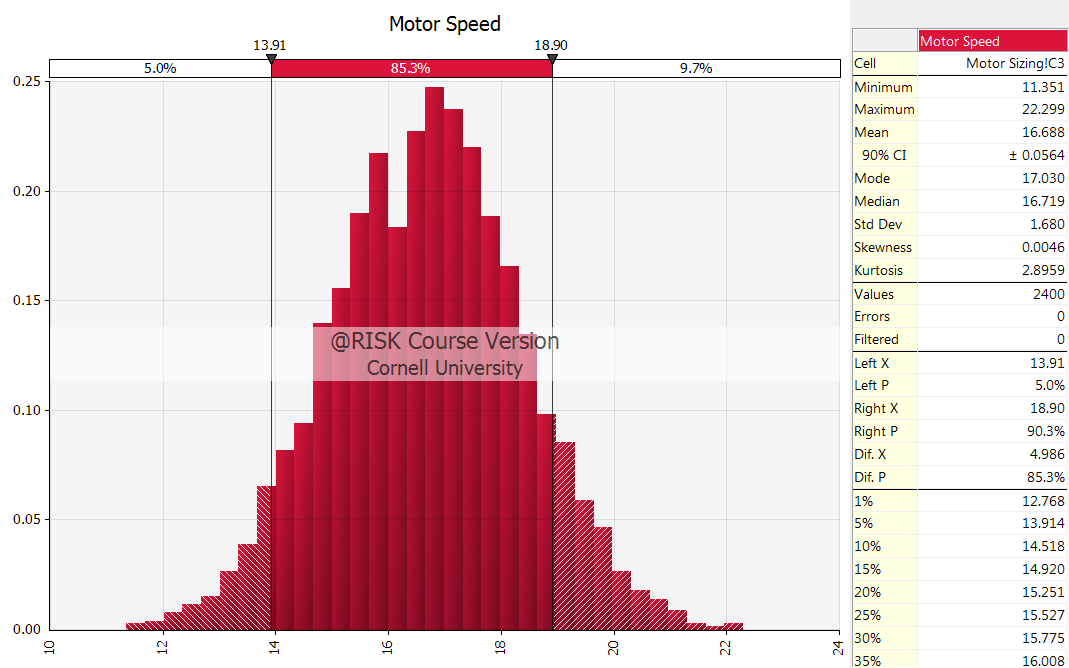 Motor Speed
13.91 18.90
5.0% 85.3% 9.7%
0.25
0.20
0.15
0.10
0.05
0.00
10 12 14 16 18 20 22 24
@RISK Course Version
Cornell University
Motor Speed
Cell Motor Sizing!C3
Minimum 11.351
Maximum 22.299
Mean 16.688
90% CI ± 0.0564
Mode 17.030
Median 16.719
Std Dev 1.680
Skewness 0.0046
Kurtosis 2.8959
Values 2400
Errors 0
Filtered 0
Left X 13.91
Left P 5.0%
Right X 18.90
Right P 90.3%
Dif. X 4.986
Dif. P 85.3%
1% 12.768
5% 13.914
10% 14.518
15% 14.920
20% 15.251
25% 15.527
30% 15.775
35% 16.008